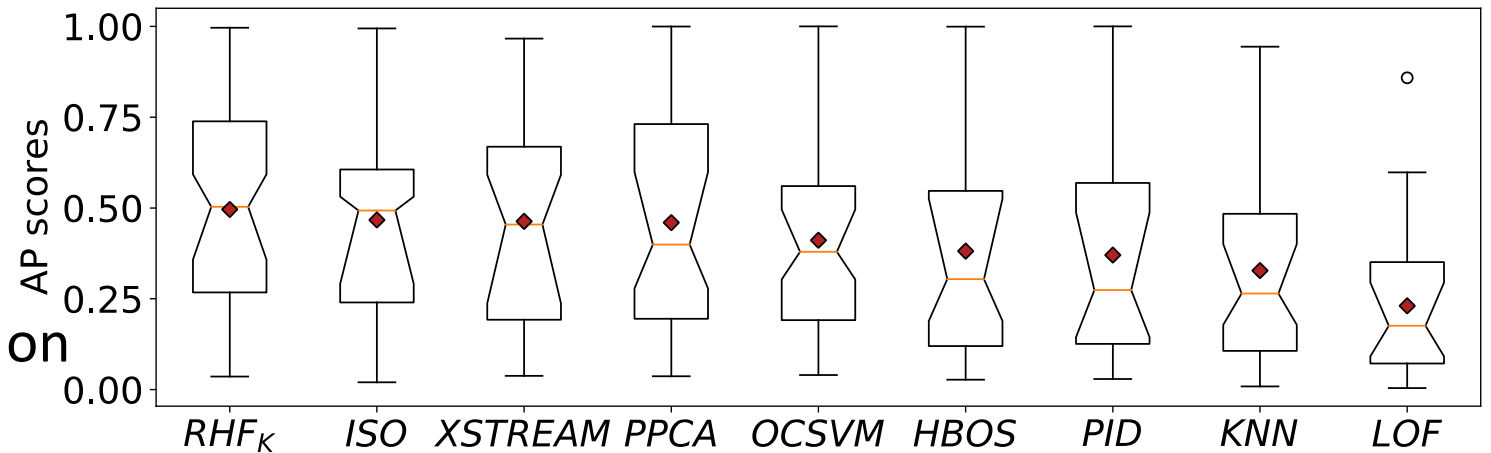 1.00
0.75
0.50
0.25
0.00
AP scores
on
RHF_K ISO XSTREAM PPCA OCSVM HBOS PID KNN LOF